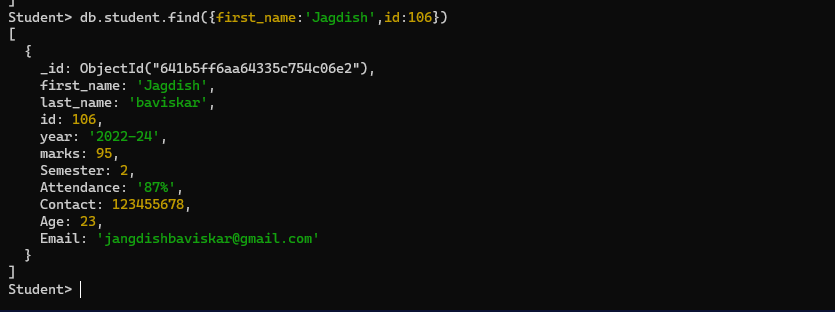 ]
Student> db.student.find({first_name:'Jagdish',id:106})
[
  {
    _id: ObjectId("641b5ff6aa64335c754c06e2"),
    first_name: 'Jagdish',
    last_name: 'baviskar',
    id: 106,
    year: '2022-24',
    marks: 95,
    Semester: 2,
    Attendance: '87%',
    Contact: 123455678,
    Age: 23,
    Email: 'jangdishbaviskar@gmail.com'
  }
]
Student>